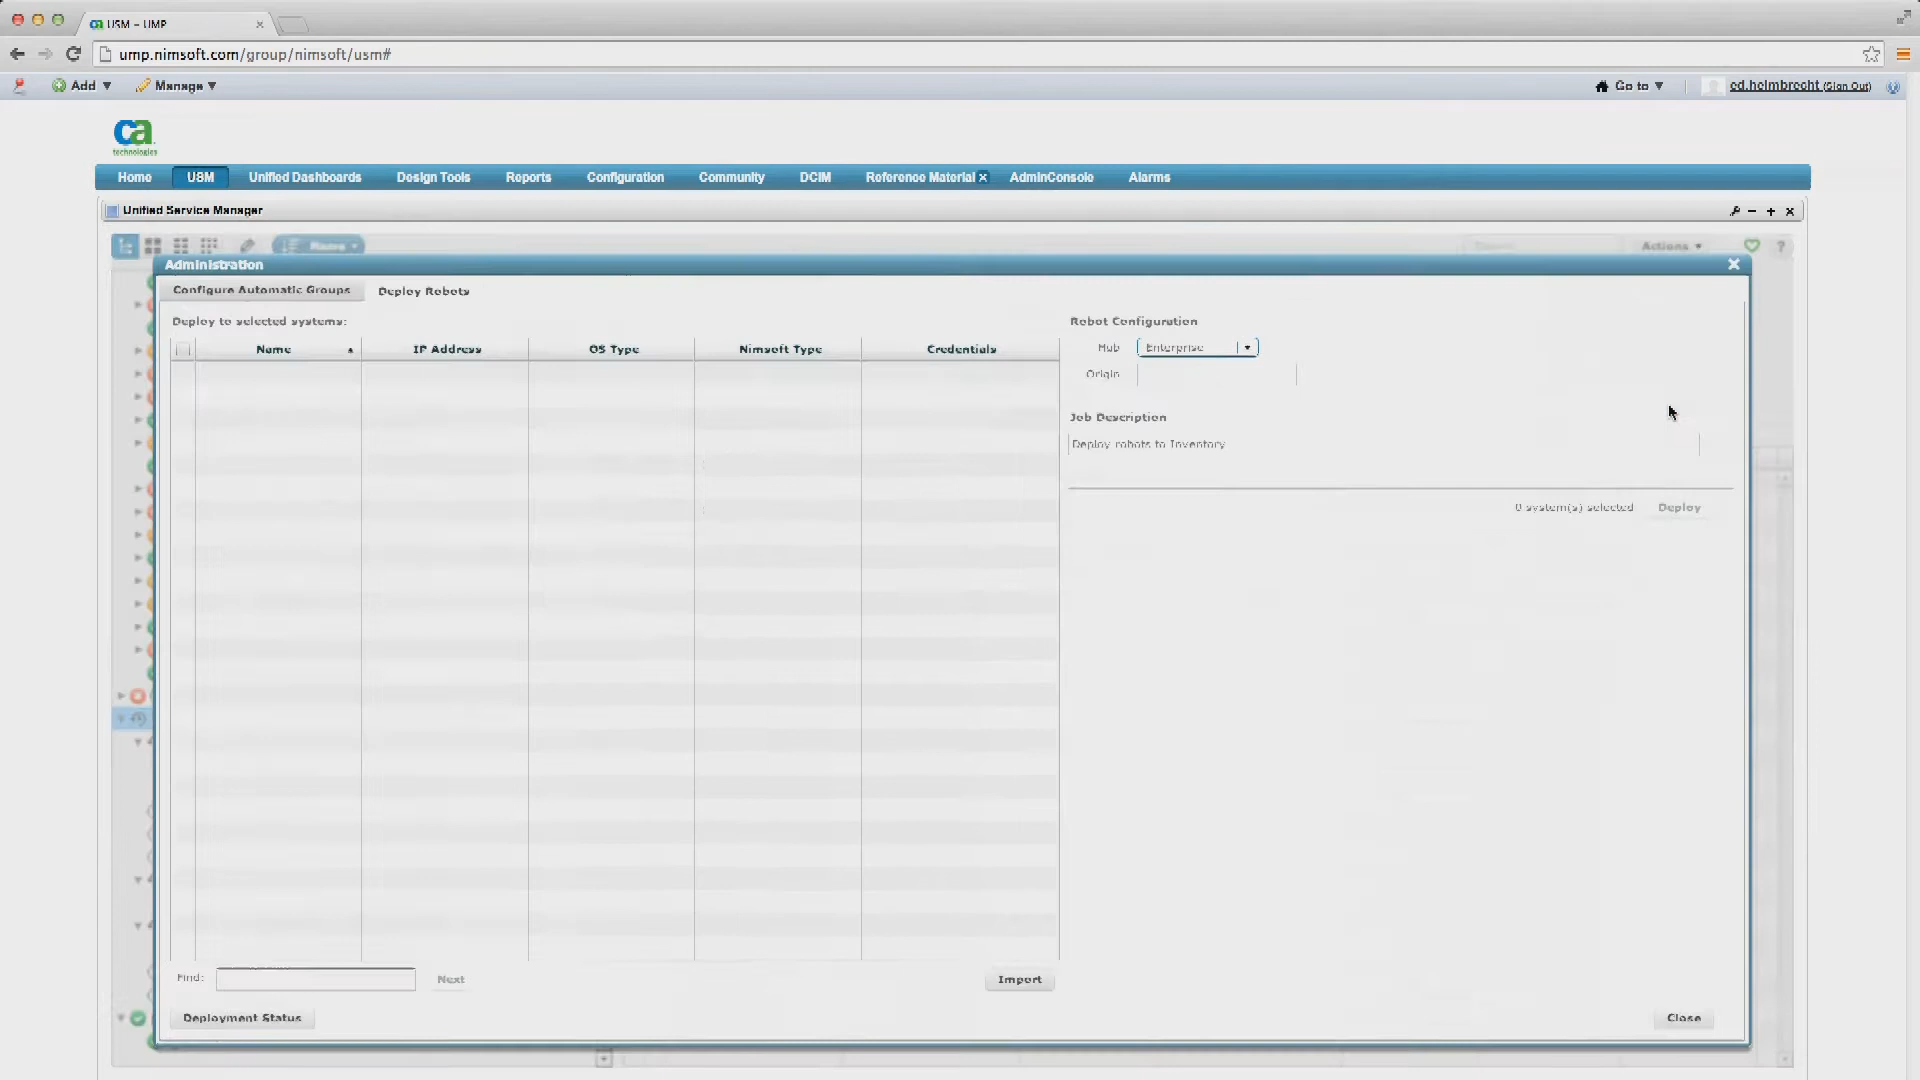 USM – UMP
ump.nimsoft.com/group/nimsoft/usm#
Add Manage Go to ed.helmbrecht (Sign Out)
ca
technologies
Home USM Unified Dashboards Design Tools Reports Configuration Community DCIM Reference Material AdminConsole Alarms
Unified Service Manager
Name Actions ?
Administration
Configure Automatic Groups Deploy Robots
Deploy to selected systems: Robot Configuration
Name IP Address OS Type Nimsoft Type Credentials
Hub Enterprise
Origin
Job Description
Deploy robots to Inventory
0 system(s) selected Deploy
Find: Next Import
Deployment Status Close